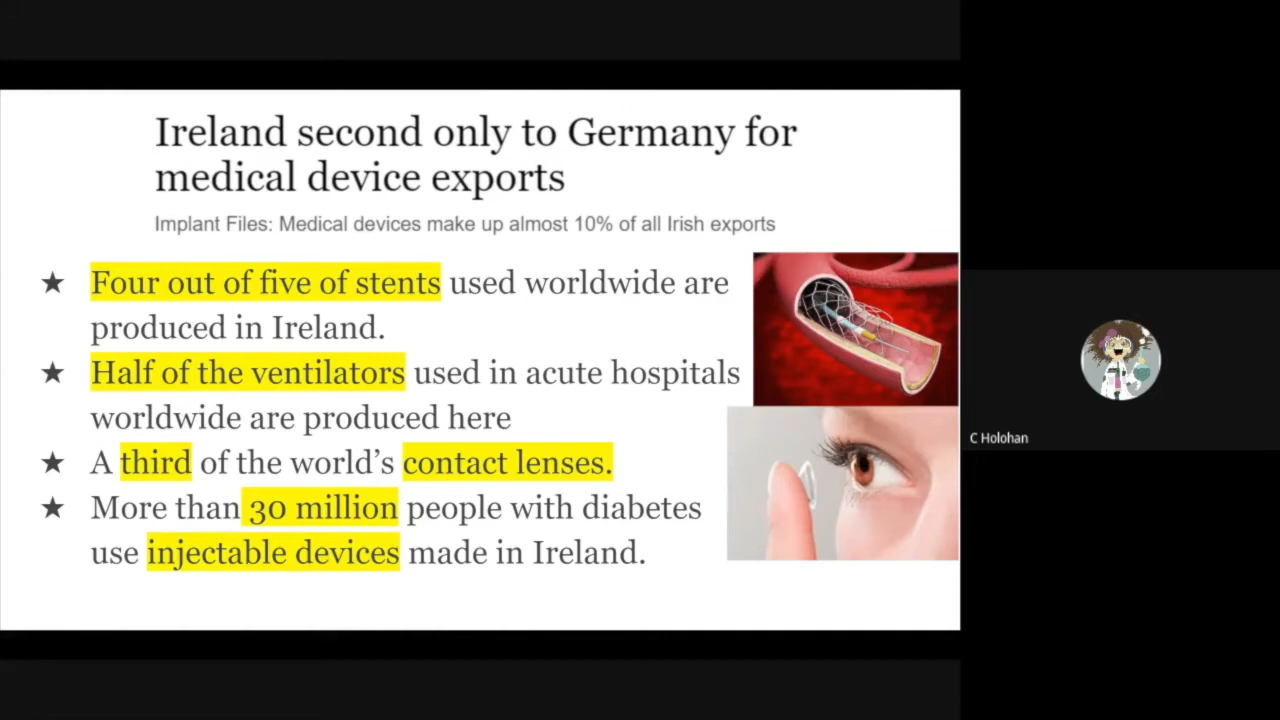 Ireland second only to Germany for
medical device exports
Implant Files: Medical devices make up almost 10% of all Irish exports
★ Four out of five of stents used worldwide are
produced in Ireland.
★ Half of the ventilators used in acute hospitals
worldwide are produced here
★ A third of the world's contact lenses.
★ More than 30 million people with diabetes
use injectable devices made in Ireland.
C Holohan